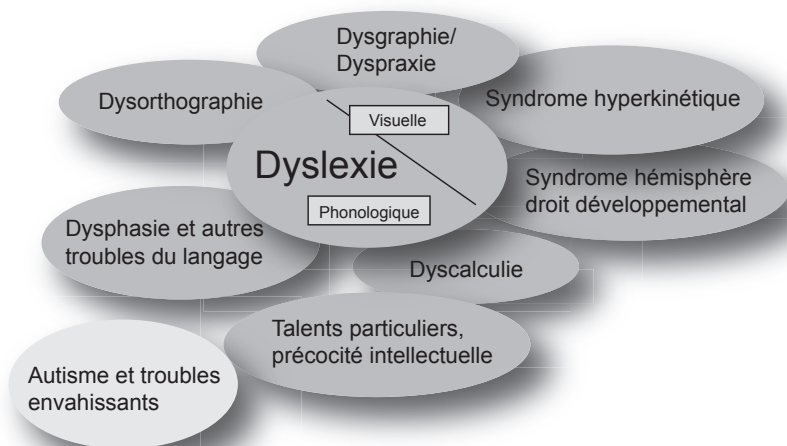 Dysgraphie/
Dyspraxie
Dysorthographie
Syndrome hyperkinétique
Visuelle
Dyslexie
Phonologique
Syndrome hémisphère
droit développemental
Dysphasie et autres
troubles du langage
Dyscalculie
Talents particuliers,
précocité intellectuelle
Autisme et troubles
envahissants